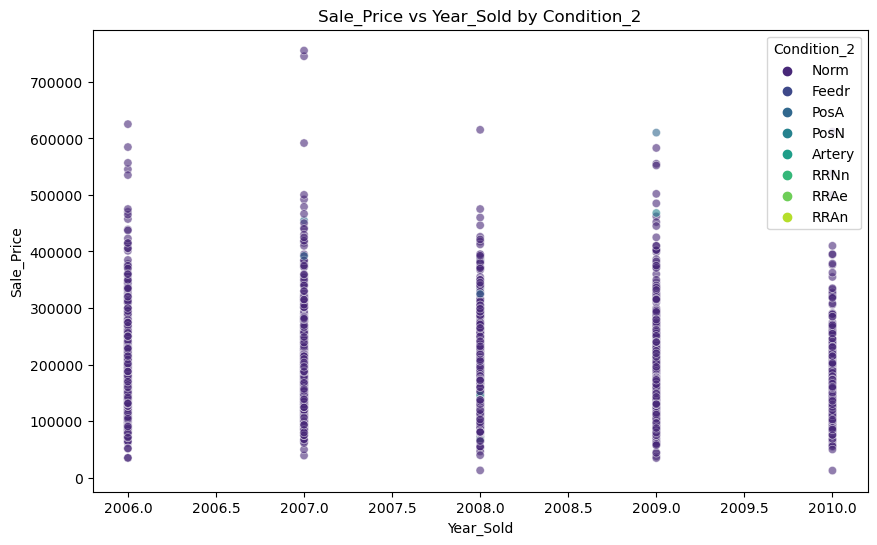 Sale_Price vs Year_Sold by Condition_2
Condition_2
Norm
Feedr
PosA
PosN
Artery
RRNn
RRAe
RRAn
Sale_Price
700000
600000
500000
400000
300000
200000
100000
0
2006.0
2006.5
2007.0
2007.5
2008.0
2008.5
2009.0
2009.5
2010.0
Year_Sold